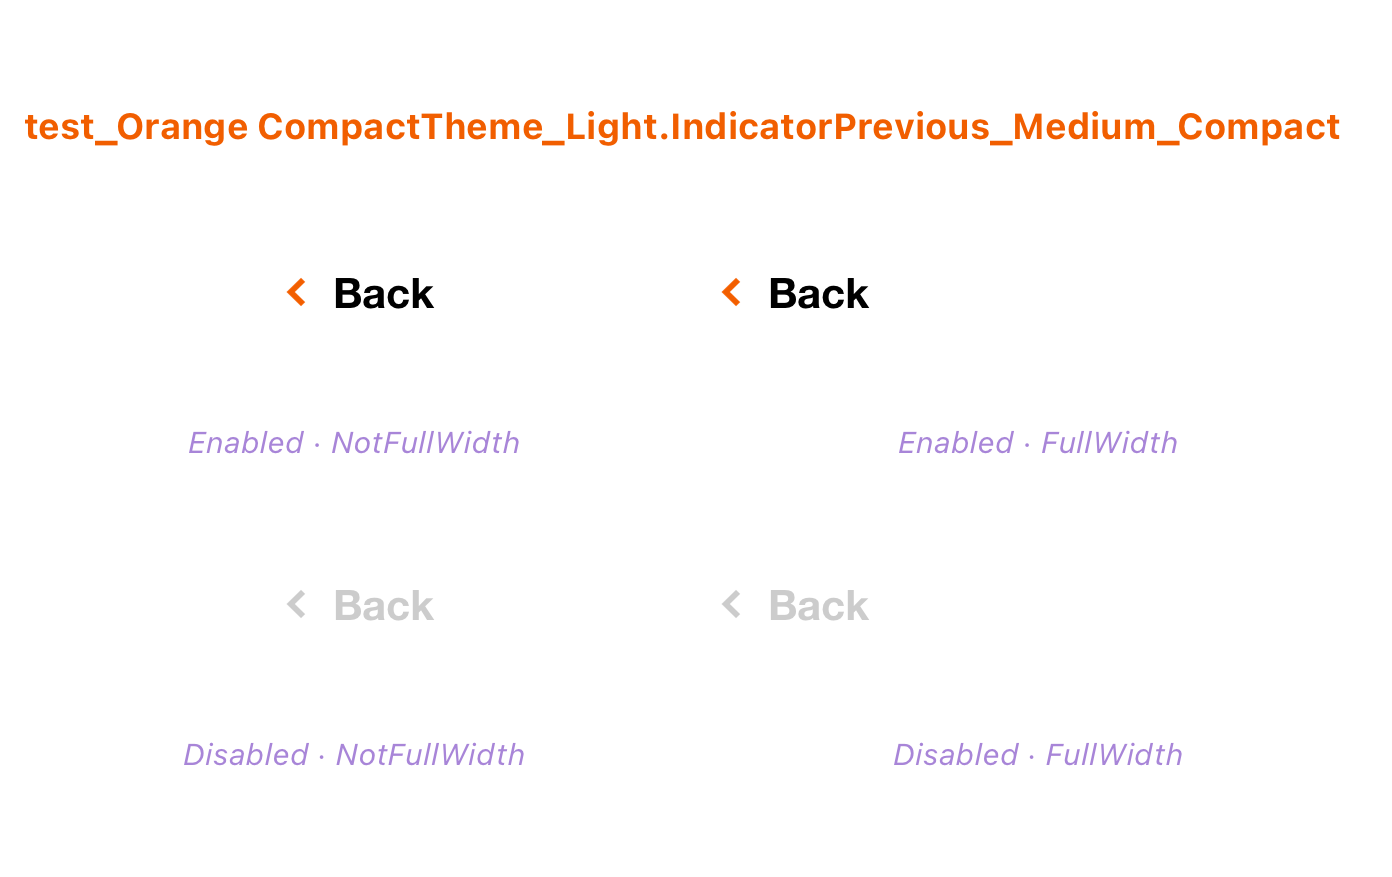 test_Orange CompactTheme_Light.IndicatorPrevious_Medium_Compact
Back
Back
Enabled · NotFullWidth
Enabled · FullWidth
Back
Back
Disabled · NotFullWidth
Disabled · FullWidth